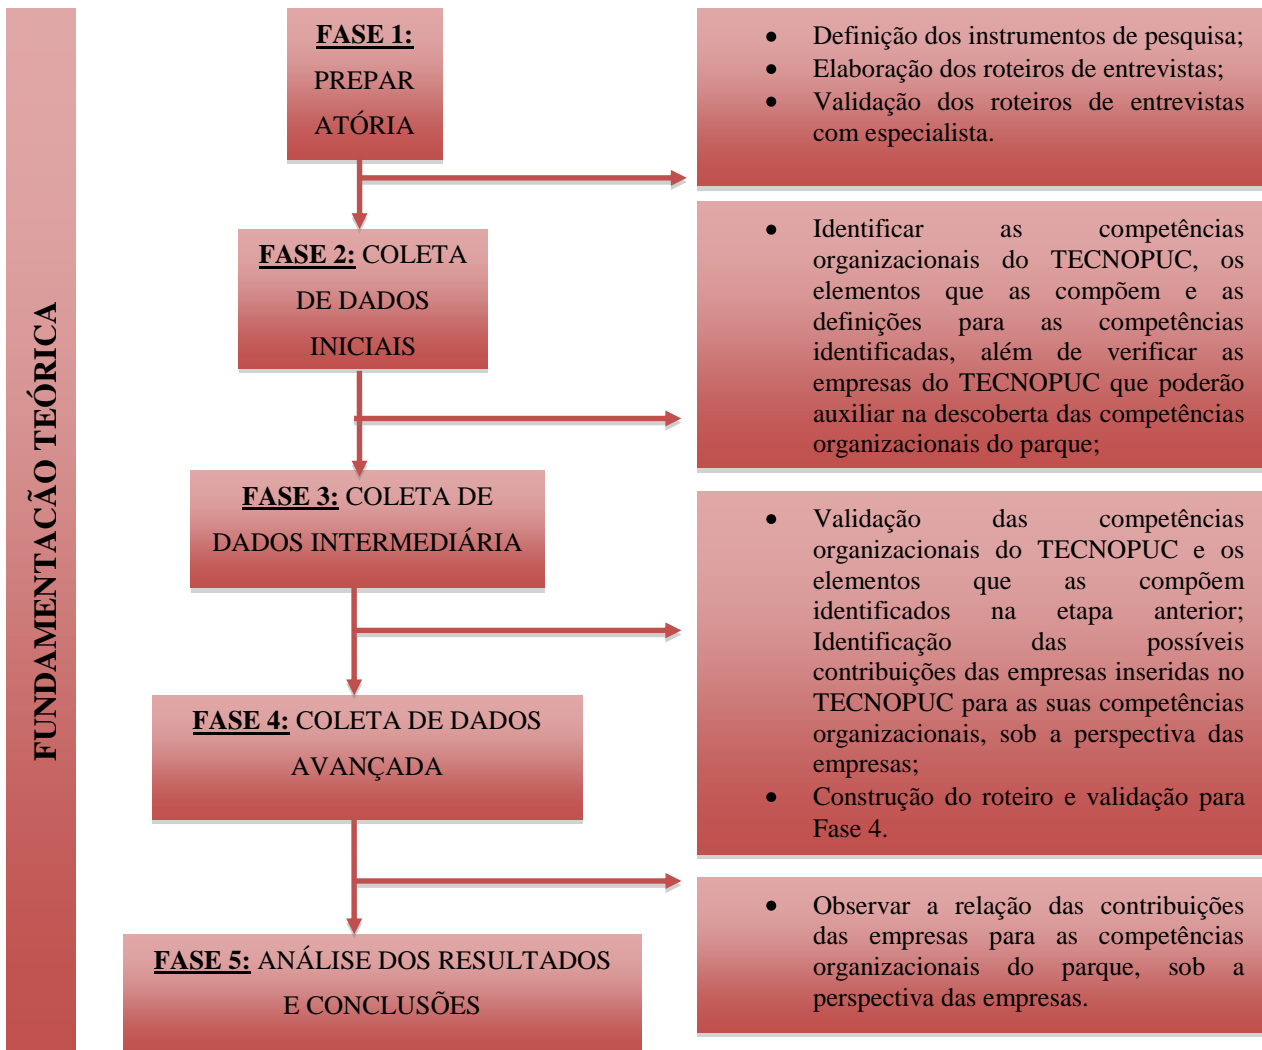 FUNDAMENTACÃO TEÓRICA
FASE 1:
PREPAR
ATÓRIA
• Definição dos instrumentos de pesquisa;
• Elaboração dos roteiros de entrevistas;
• Validação dos roteiros de entrevistas
com especialista.
FASE 2: COLETA
DE DADOS
INICIAIS
• Identificar as competências
organizacionais do TECNOPUC, os
elementos que as compõem e as
definições para as competências
identificadas, além de verificar as
empresas do TECNOPUC que poderão
auxiliar na descoberta das competências
organizacionais do parque;
FASE 3: COLETA DE
DADOS INTERMEDIÁRIA
• Validação das competências
organizacionais do TECNOPUC e os
elementos que as compõem
identificados na etapa anterior;
Identificação das possíveis
contribuições das empresas inseridas no
TECNOPUC para as suas competências
organizacionais, sob a perspectiva das
empresas;
• Construção do roteiro e validação para
Fase 4.
FASE 4: COLETA DE DADOS
AVANÇADA
• Observar a relação das contribuições
das empresas para as competências
organizacionais do parque, sob a
perspectiva das empresas.
FASE 5: ANÁLISE DOS RESULTADOS
E CONCLUSÕES